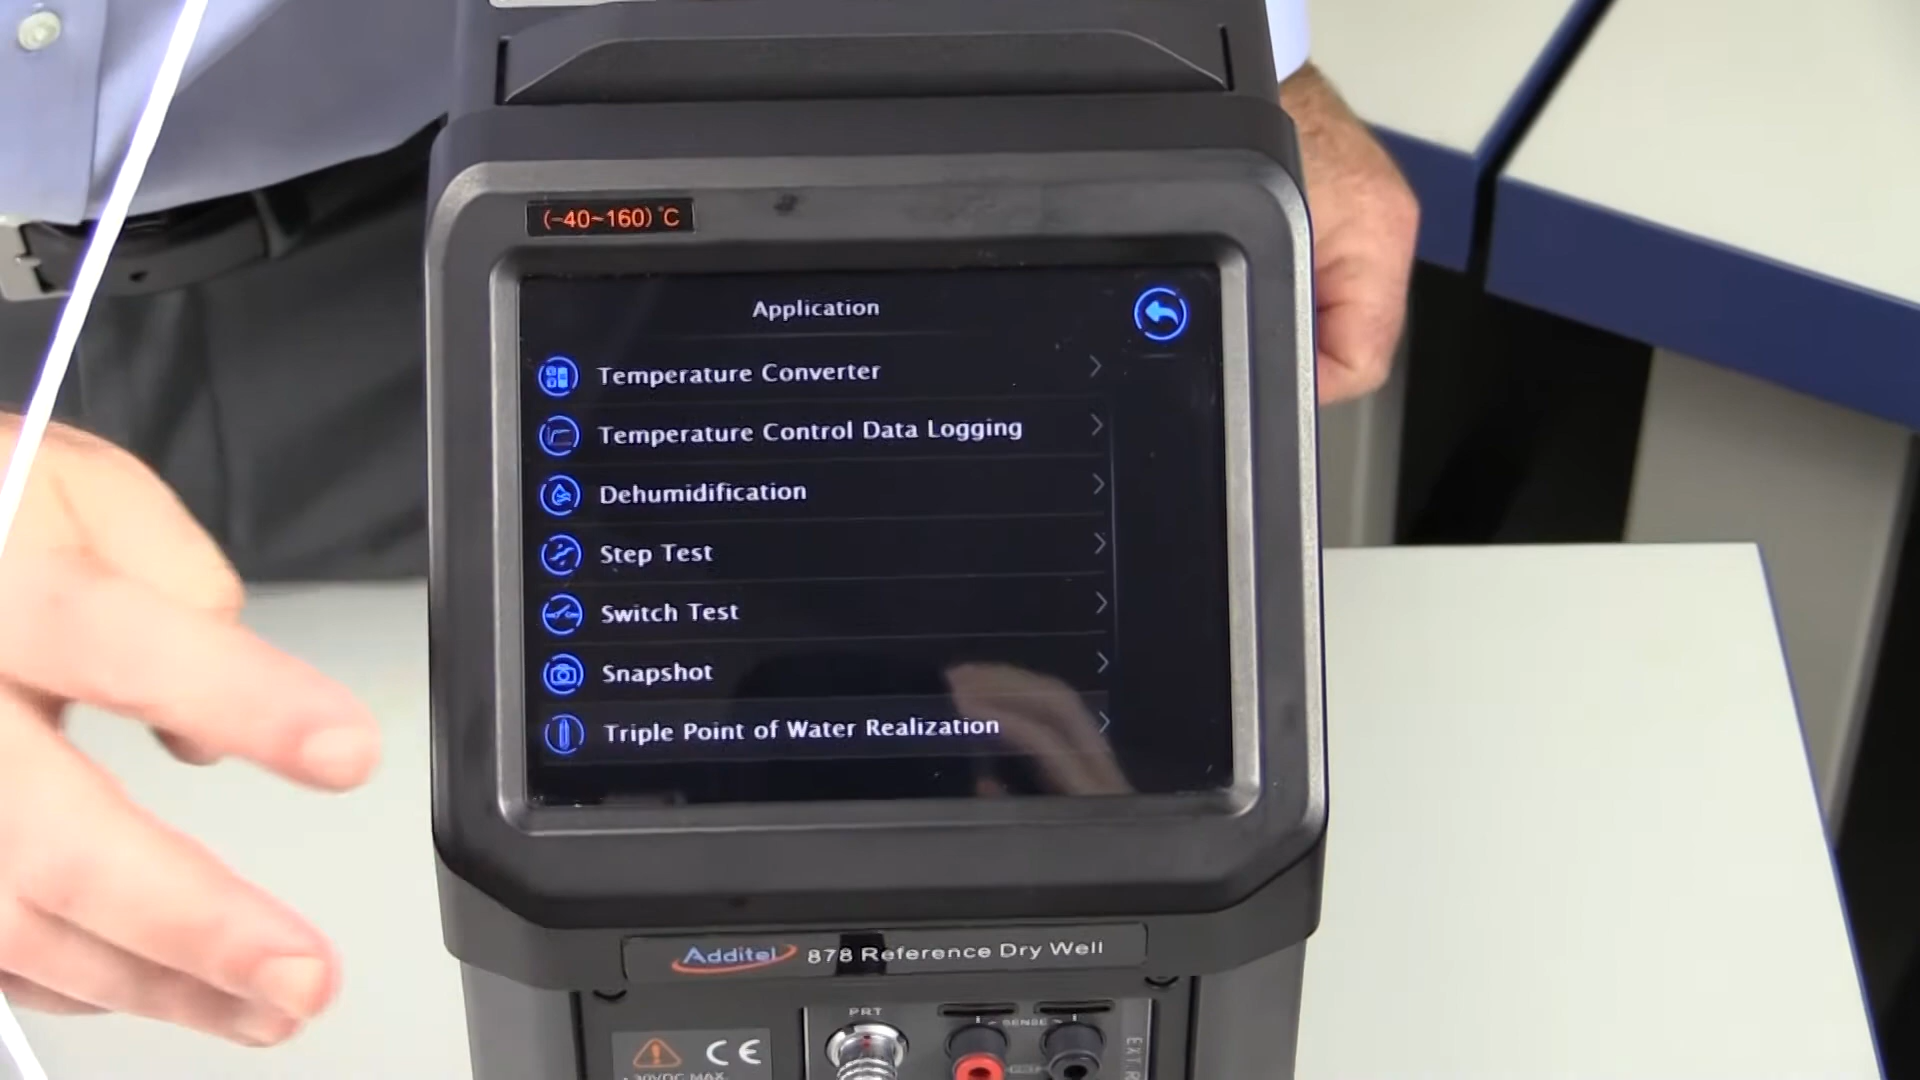 (-40~160)°C
Application
Temperature Converter
Temperature Control Data Logging
Dehumidification
Step Test
Switch Test
Snapshot
Triple Point of Water Realization
Additel 878 Reference Dry Well
PRT
SENSE
CE
30VDC MAX